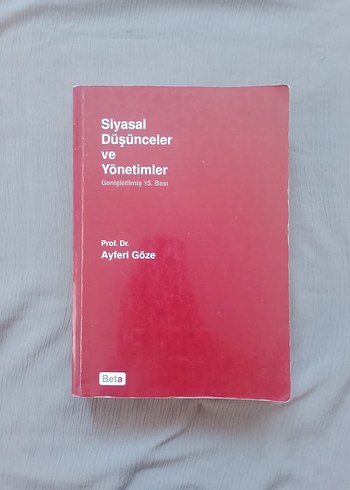 Siyasal
Düşünceler
ve
Yönetimler
Genişletilmiş 15. Bası
Prof. Dr.
Ayferi Göze
Beta